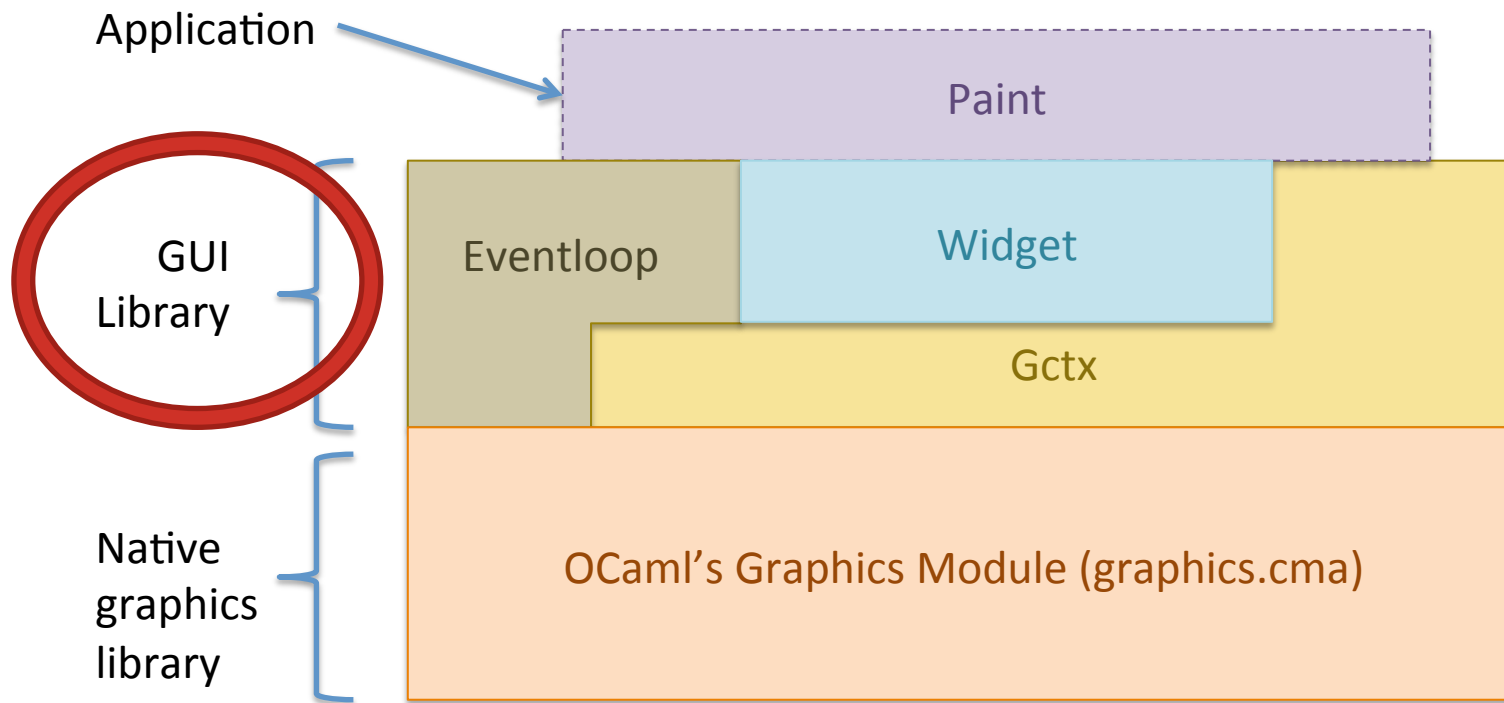 Application
Paint
GUI
Library
Eventloop
Widget
Gctx
Native
graphics
library
OCaml’s Graphics Module (graphics.cma)